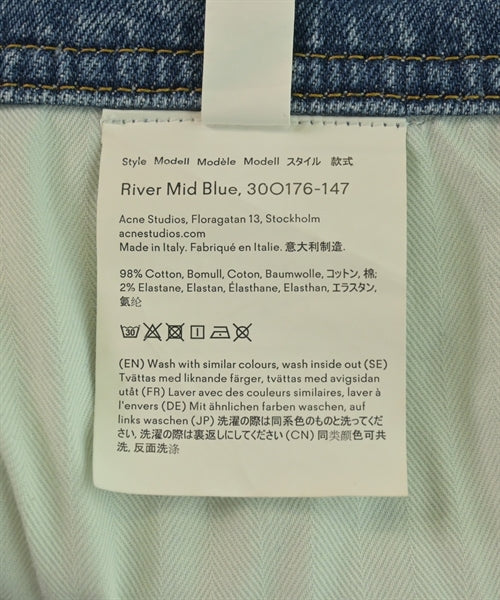 Style Modell Modèle Modell スタイル 款式
River Mid Blue, 30O176-147
Acne Studios, Floragatan 13, Stockholm
acnestudios.com
Made in Italy. Fabriqué en Italie. 意大利制造.
98% Cotton, Bomull, Coton, Baumwolle, コットン, 棉;
2% Elastane, Elastan, Élasthane, Elasthan, エラスタン,
氨纶
30
(EN) Wash with similar colours, wash inside out (SE)
Tvättas med liknande färger, tvättas med avigsidan
utåt (FR) Laver avec des couleurs similaires, laver à
l'envers (DE) Mit ähnlichen farben waschen, auf
links waschen (JP) 洗濯の際は同系色のものと洗ってくだ
さい, 洗濯の際は裏返しにしてください (CN) 同类颜色可共
洗, 反面洗涤